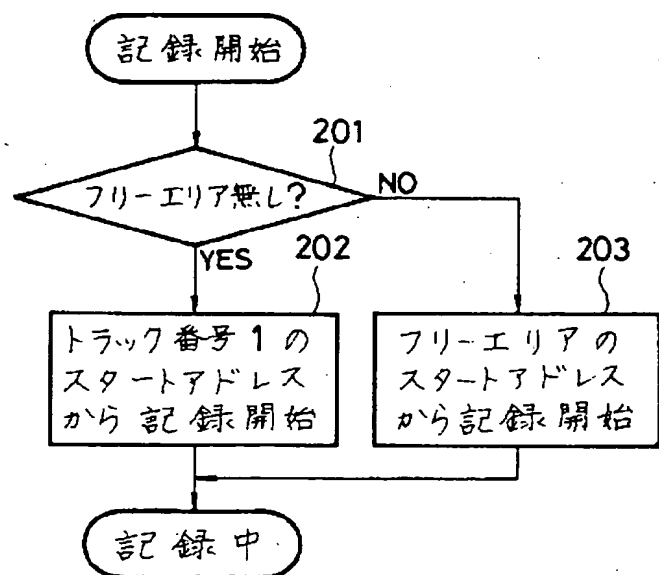 記録開始
201
フリーエリア無し?
NO
YES
202
203
トラック番号1の
スタートアドレス
から記録開始
フリーエリアの
スタートアドレス
から記録開始
記録中